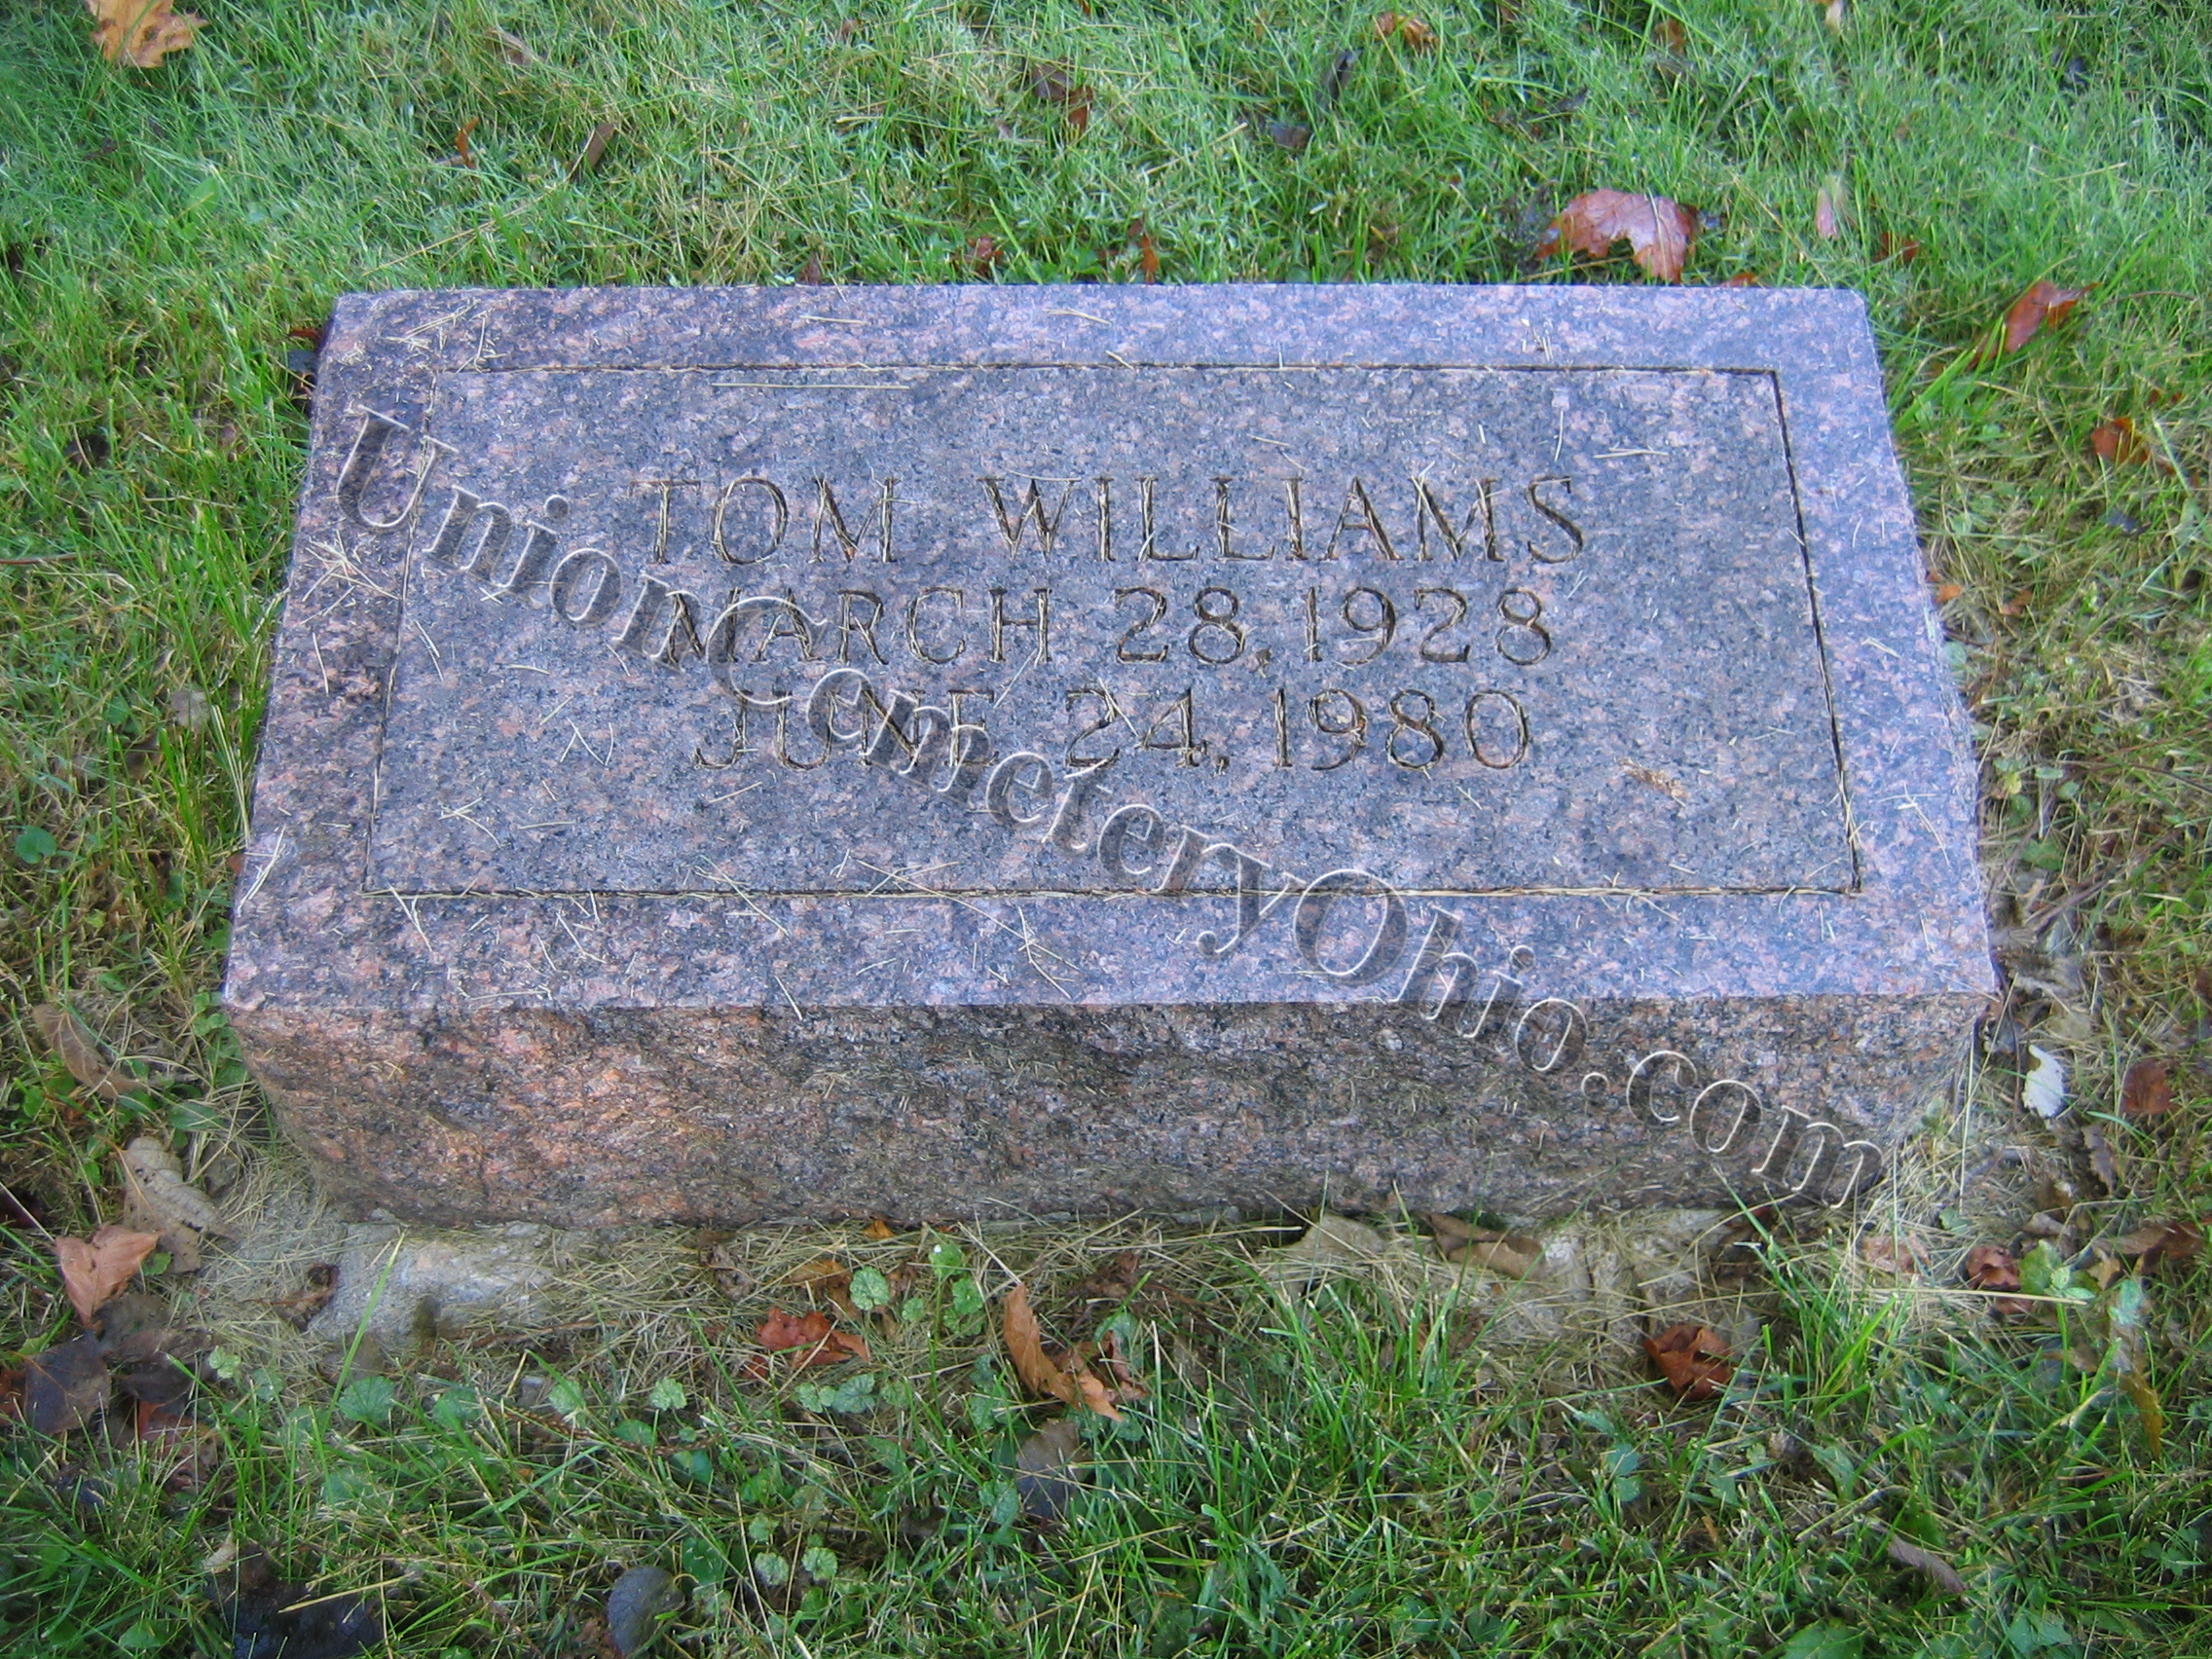 TOM WILLIAMS
MARCH 28, 1928
JUNE 24, 1980
UnionCemeteryOhio.com